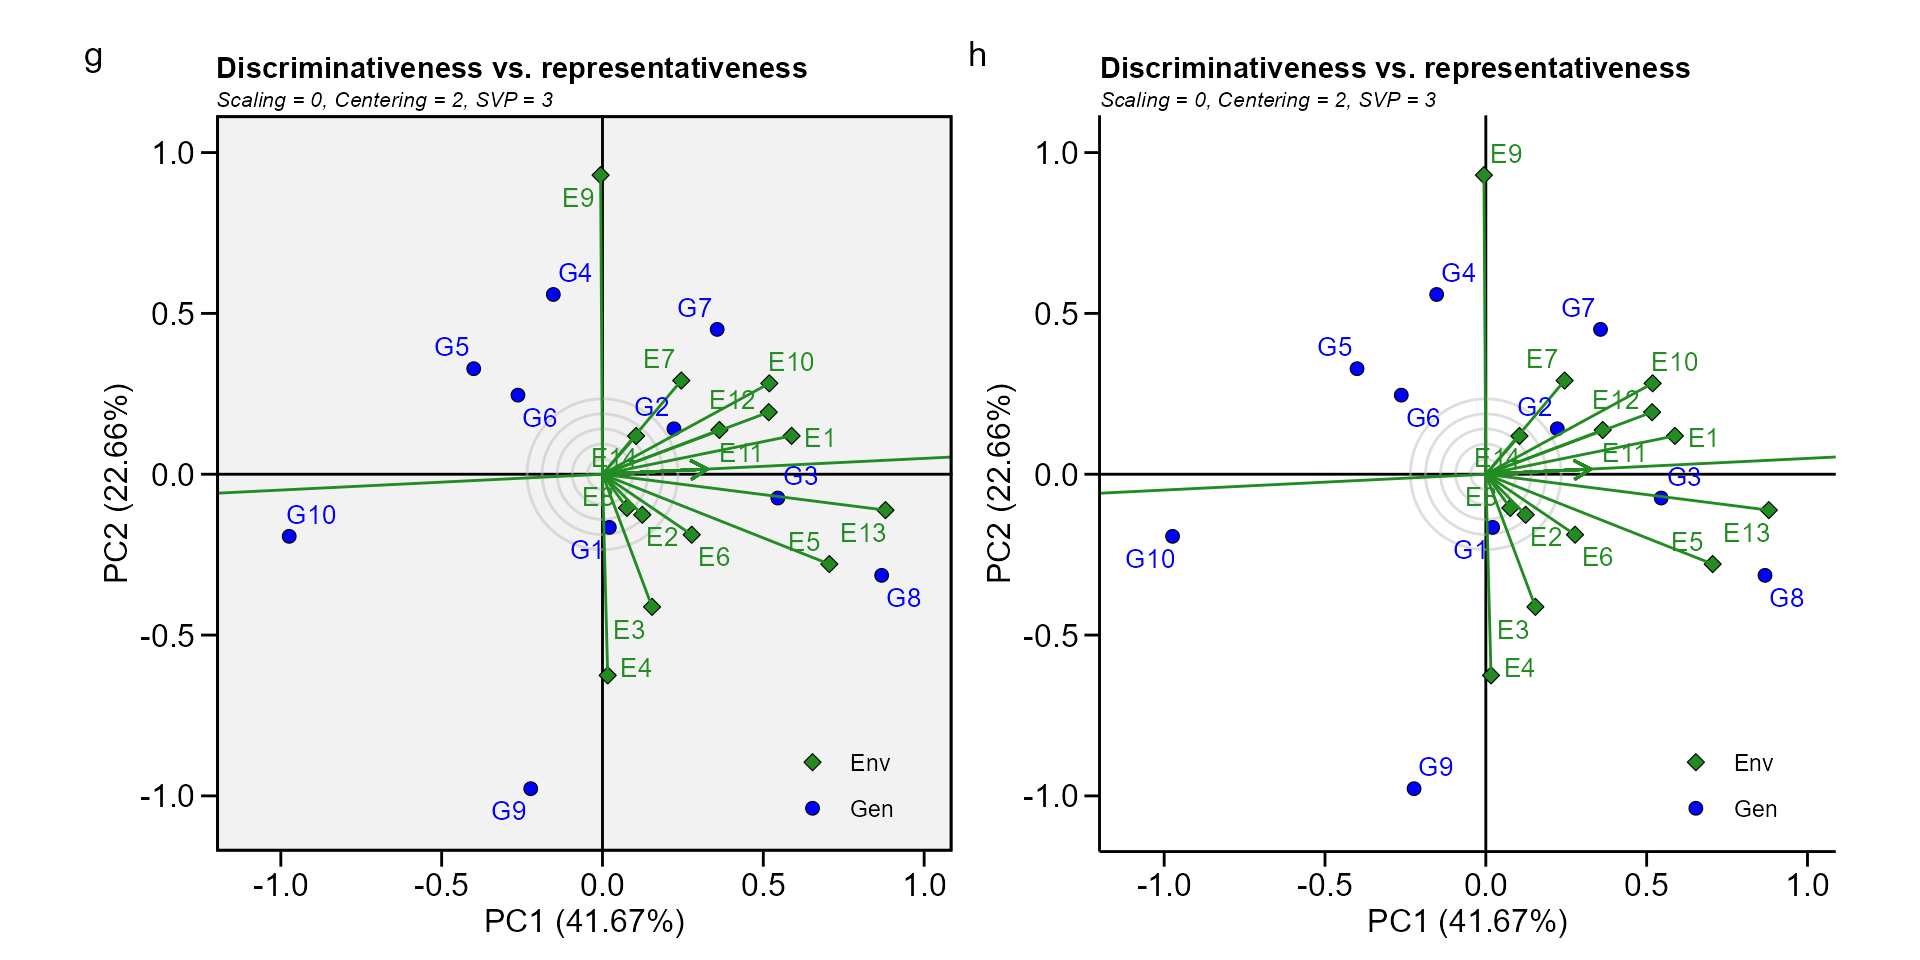 g
Discriminativeness vs. representativeness
Scaling = 0, Centering = 2, SVP = 3
1.0
0.5
0.0
-0.5
-1.0
PC2 (22.66%)
E9
G4
G7
G5
E7
E10
E12
G2
G6
E1
E11
E14
G3
E8
G10
E13
E2
E5
G1
E6
G8
E3
E4
G9
Env
Gen
-1.0
-0.5
0.0
0.5
1.0
PC1 (41.67%)
h
Discriminativeness vs. representativeness
Scaling = 0, Centering = 2, SVP = 3
1.0
0.5
0.0
-0.5
-1.0
PC2 (22.66%)
E9
G4
G7
G5
E7
E10
E12
G2
G6
E1
E11
E14
G3
E8
E13
E2
E5
G1
G10
E6
G8
E3
E4
G9
Env
Gen
-1.0
-0.5
0.0
0.5
1.0
PC1 (41.67%)